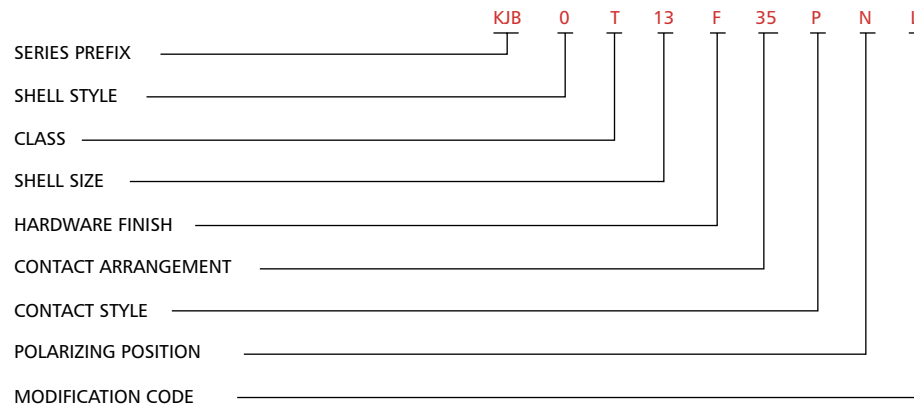 KJB 0 T 13 F 35 P N
SERIES PREFIX
SHELL STYLE
CLASS
SHELL SIZE
HARDWARE FINISH
CONTACT ARRANGEMENT
CONTACT STYLE
POLARIZING POSITION
MODIFICATION CODE